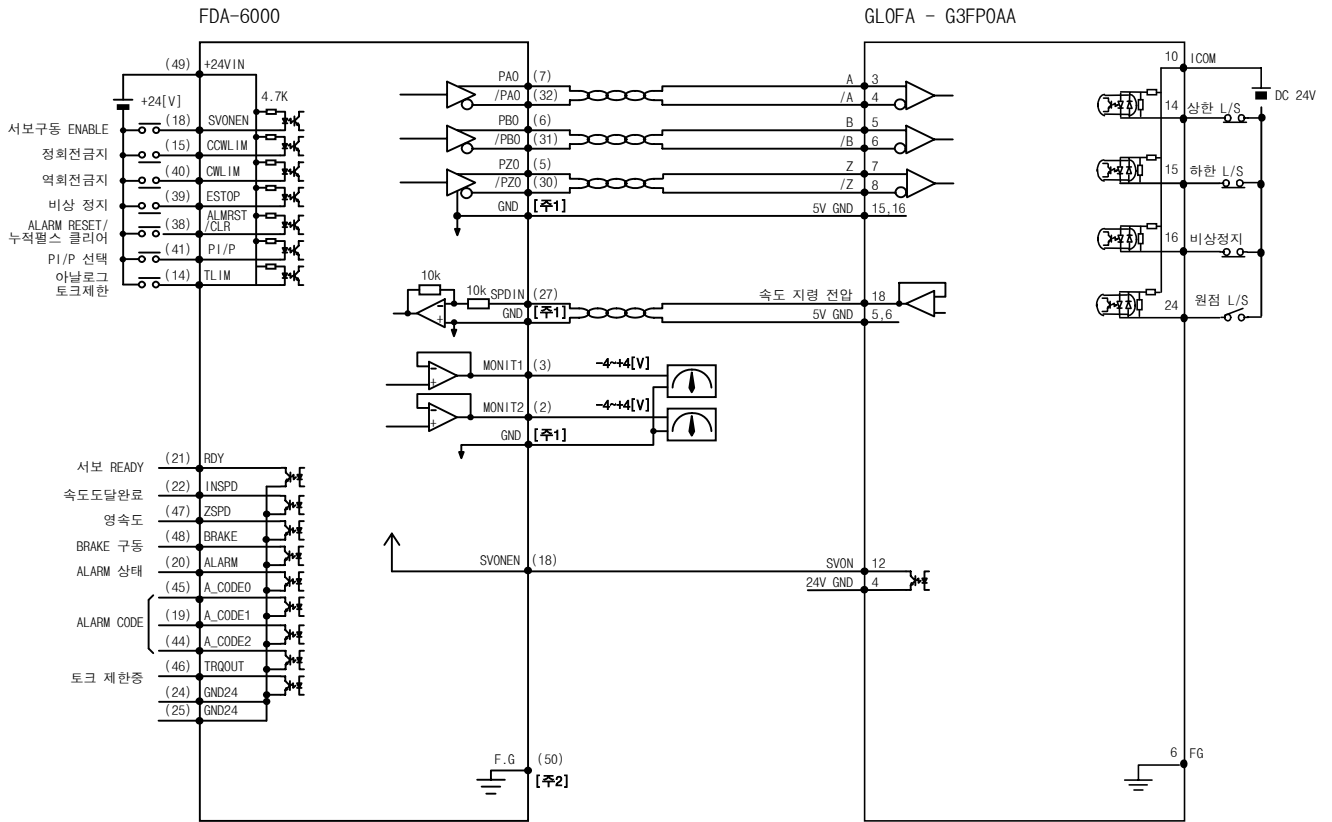 FDA-6000
GLOFA - G3FPOAA
(49) +24VIN
+24[V]
4.7K
서보구동 ENABLE (18) SVONEN
정회전금지 (15) CCWLIM
역회전금지 (40) CWLIM
비상 정지 (39) ESTOP
ALARM RESET/
누적펄스 클리어 (38) ALMRST
/CLR
PI/P 선택 (41) PI/P
아날로그
토크제한 (14) TLIM
PAO (7)
/PAO (32)
PBO (6)
/PBO (31)
PZO (5)
/PZO (30)
GND [주1]
A 3
/A 4
B 5
/B 6
Z 7
/Z 8
5V GND 15,16
10k
10k SPDIN (27)
GND [주1]
속도 지령 전압 18
5V GND 5,6
MONIT1 (3) -4~+4[V]
MONIT2 (2) -4~+4[V]
GND [주1]
10 ICOM
DC 24V
14 상한 L/S
15 하한 L/S
16 비상정지
24 원점 L/S
서보 READY (21) RDY
속도도달완료 (22) INSPD
영속도 (47) ZSPD
BRAKE 구동 (48) BRAKE
ALARM 상태 (20) ALARM
ALARM CODE
(45) A_CODE0
(19) A_CODE1
(44) A_CODE2
토크 제한중 (46) TRQOUT
(24) GND24
(25) GND24
SVONEN (18)
SVON 12
24V GND 4
F.G (50)
[주2]
6 FG